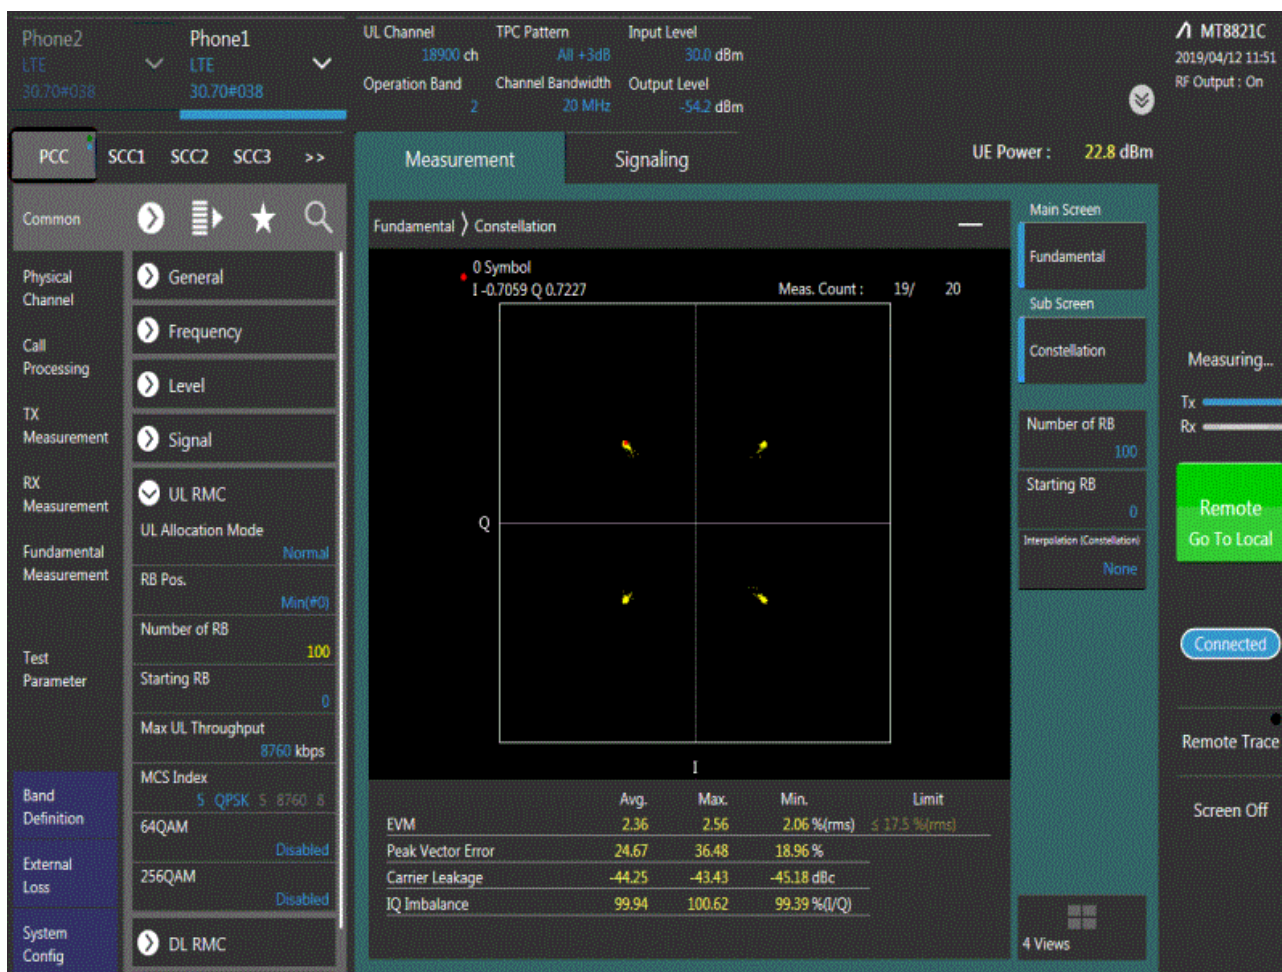 Phone2
LTE
30.70#038
Phone1
LTE
30.70#038
UL Channel
18900 ch
TPC Pattern
All +3dB
Input Level
30.0 dBm
Operation Band
2
Channel Bandwidth
20 MHz
Output Level
-54.2 dBm
MT8821C
2019/04/12 11:51
RF Output : On
PCC SCC1 SCC2 SCC3 >>
Measurement
Signaling
UE Power : 22.8 dBm
Common
Physical
Channel
Call
Processing
TX
Measurement
RX
Measurement
Fundamental
Measurement
Test
Parameter
Band
Definition
External
Loss
System
Config
General
Frequency
Level
Signal
UL RMC
UL Allocation Mode
Normal
RB Pos.
Min(#0)
Number of RB
100
Starting RB
0
Max UL Throughput
8760 kbps
MCS Index
5 QPSK 5 8760 8
64QAM
Disabled
256QAM
Disabled
DL RMC
Fundamental 〉 Constellation
0 Symbol
I -0.7059 Q 0.7227
Meas. Count : 19/ 20
Q
I
Avg. Max. Min. Limit
EVM 2.36 2.56 2.06 %(rms) ≤ 17.5 %(rms)
Peak Vector Error 24.67 36.48 18.96 %
Carrier Leakage -44.25 -43.43 -45.18 dBc
IQ Imbalance 99.94 100.62 99.39 %(I/Q)
Main Screen
Fundamental
Sub Screen
Constellation
Number of RB
100
Starting RB
0
Interpolation (Constellation)
None
4 Views
Measuring...
Tx
Rx
Remote
Go To Local
Connected
Remote Trace
Screen Off